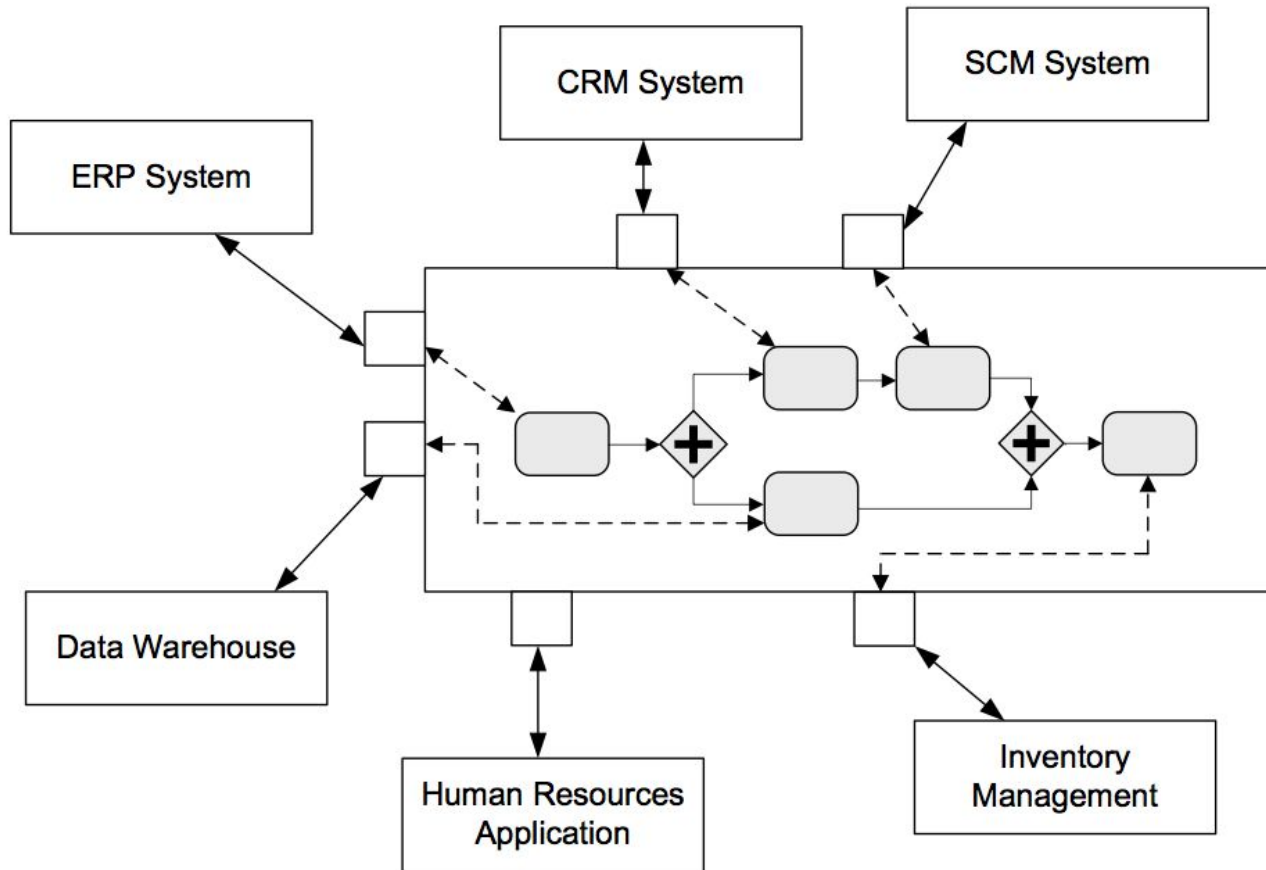 CRM System
SCM System
ERP System
Data Warehouse
Human Resources
Application
Inventory
Management